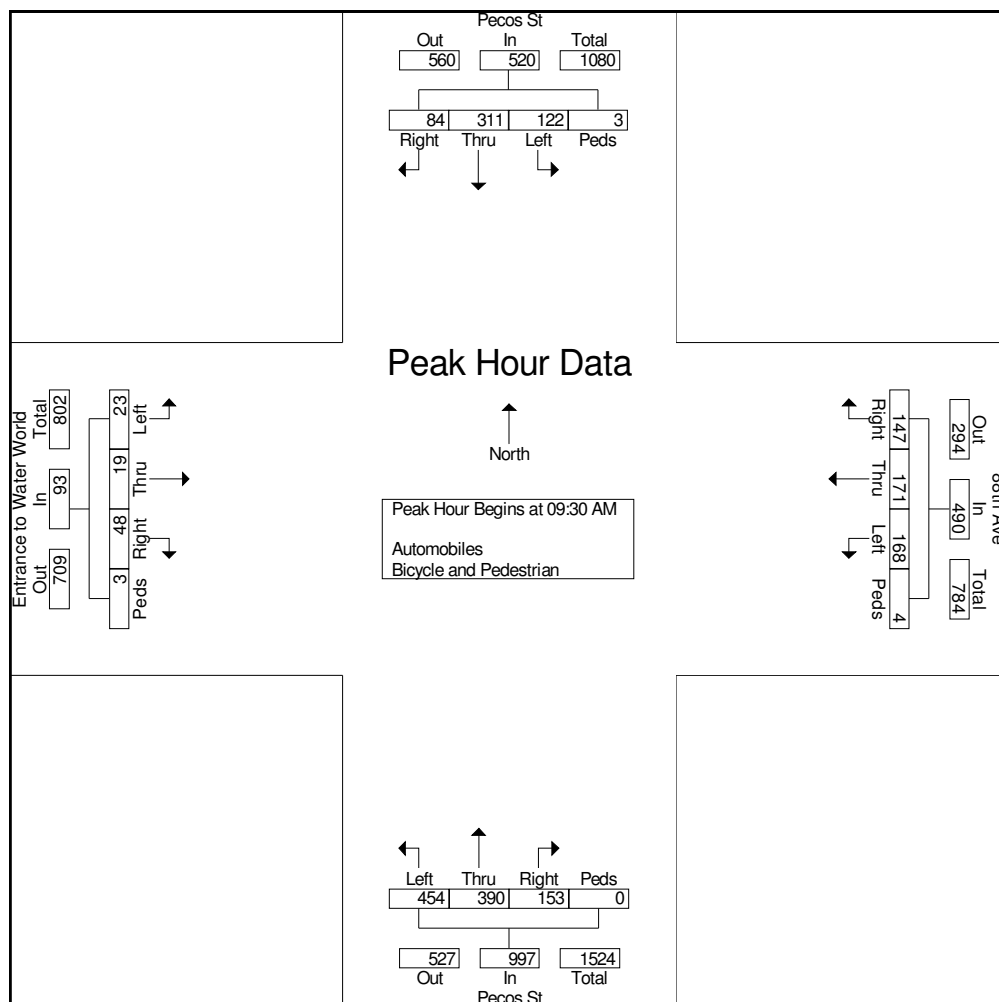 Pecos St
Out In Total
560 520 1080
84 311 122 3
Right Thru Left Peds
Peak Hour Data
North
Peak Hour Begins at 09:30 AM
Automobiles
Bicycle and Pedestrian
Entrance to Water World
Out In Total
709 93 802
3 48 19 23
Peds Right Thru Left
88th Ave
Out In Total
294 490 784
147 171 168 4
Right Thru Left Peds
Left Thru Right Peds
454 390 153 0
527 997 1524
Out In Total
Pecos St